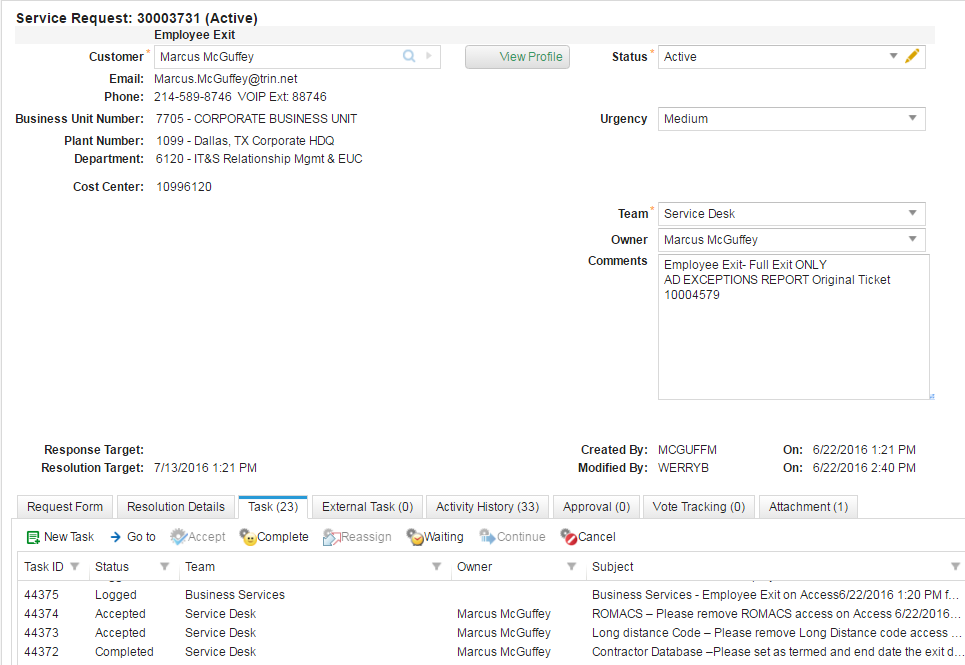 Service Request: 30003731 (Active)
Employee Exit
Customer * Marcus McGuffey View Profile Status * Active
Email: Marcus.McGuffey@trin.net
Phone: 214-589-8746 VOIP Ext: 88746
Business Unit Number: 7705 - CORPORATE BUSINESS UNIT Urgency Medium
Plant Number: 1099 - Dallas, TX Corporate HDQ
Department: 6120 - IT&S Relationship Mgmt & EUC
Cost Center: 10996120
Team * Service Desk
Owner Marcus McGuffey
Comments Employee Exit- Full Exit ONLY
AD EXCEPTIONS REPORT Original Ticket
10004579
Response Target: Created By: MCGUFFM On: 6/22/2016 1:21 PM
Resolution Target: 7/13/2016 1:21 PM Modified By: WERRYB On: 6/22/2016 2:40 PM
Request Form Resolution Details Task (23) External Task (0) Activity History (33) Approval (0) Vote Tracking (0) Attachment (1)
New Task Go to Accept Complete Reassign Waiting Continue Cancel
Task ID Status Team Owner Subject
44375 Logged Business Services Business Services - Employee Exit on Access6/22/2016 1:20 PM f...
44374 Accepted Service Desk Marcus McGuffey ROMACS – Please remove ROMACS access on Access 6/22/2016...
44373 Accepted Service Desk Marcus McGuffey Long distance Code – Please remove Long Distance code access ...
44372 Completed Service Desk Marcus McGuffey Contractor Database –Please set as termed and end date the exit d...